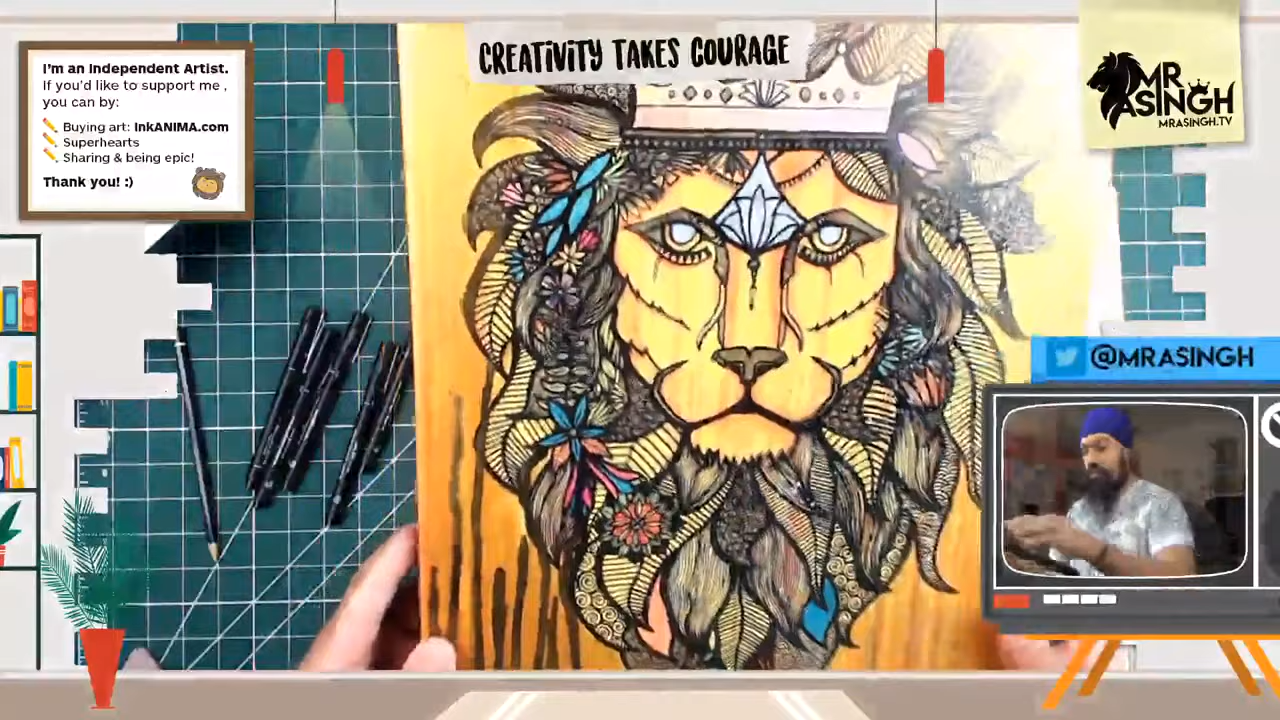 CREATIVITY TAKES COURAGE
I'm an Independent Artist.
If you'd like to support me ,
you can by:
Buying art: InkANIMA.com
Superhearts
Sharing & being epic!
Thank you! :)
MR
ASINGH
MRASINGH.TV
@MRASINGH